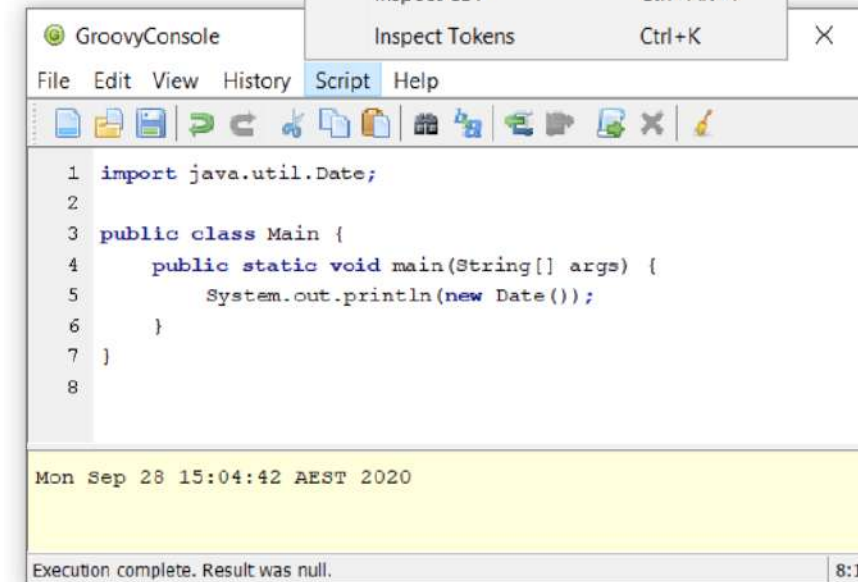 Inspect Tokens Ctrl+K
GroovyConsole
File Edit View History Script Help
1 import java.util.Date;
2
3 public class Main {
4 public static void main(String[] args) {
5 System.out.println(new Date());
6 }
7 }
8
Mon Sep 28 15:04:42 AEST 2020
Execution complete. Result was null.